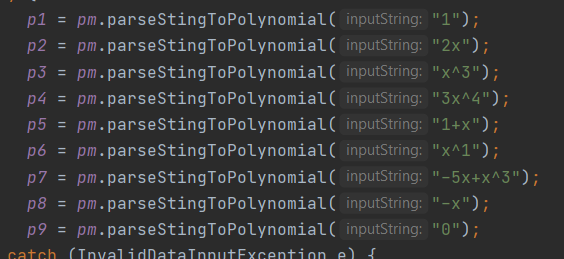 p1 = pm.parseStingToPolynomial( inputString: "1");
p2 = pm.parseStingToPolynomial( inputString: "2x");
p3 = pm.parseStingToPolynomial( inputString: "x^3");
p4 = pm.parseStingToPolynomial( inputString: "3x^4");
p5 = pm.parseStingToPolynomial( inputString: "1+x");
p6 = pm.parseStingToPolynomial( inputString: "x^1");
p7 = pm.parseStingToPolynomial( inputString: "-5x+x^3");
p8 = pm.parseStingToPolynomial( inputString: "-x");
p9 = pm.parseStingToPolynomial( inputString: "0");
catch (InvalidDataInputException e) {